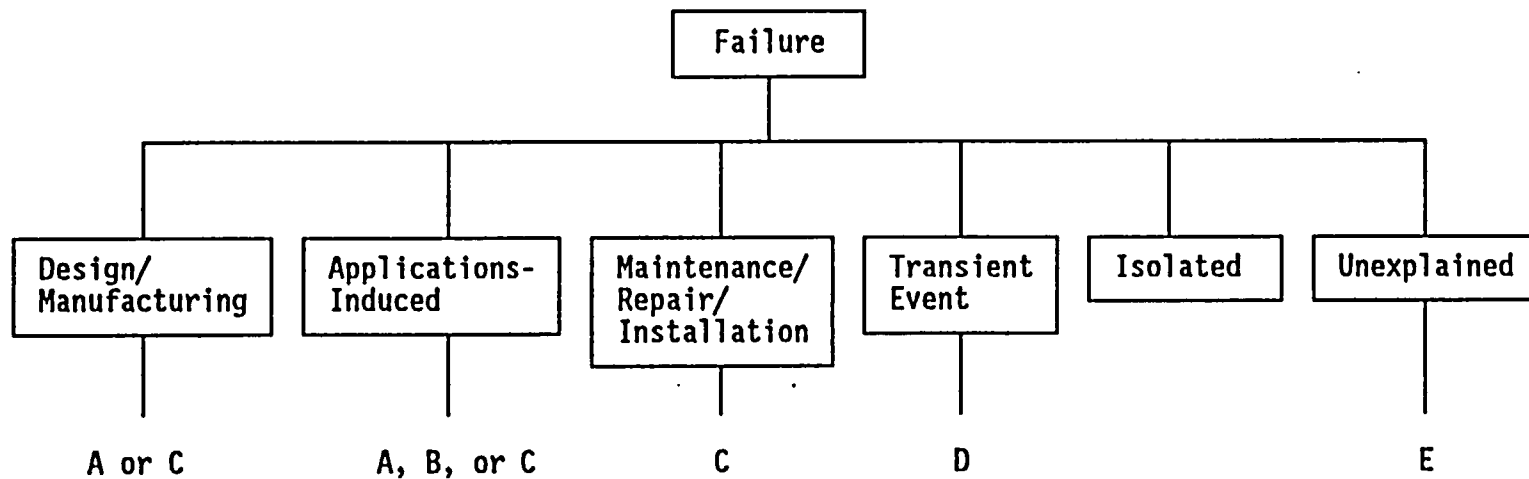 Failure
Design/
Manufacturing
Applications-
Induced
Maintenance/
Repair/
Installation
Transient
Event
Isolated
Unexplained
A or C
A, B, or C
C
D
E